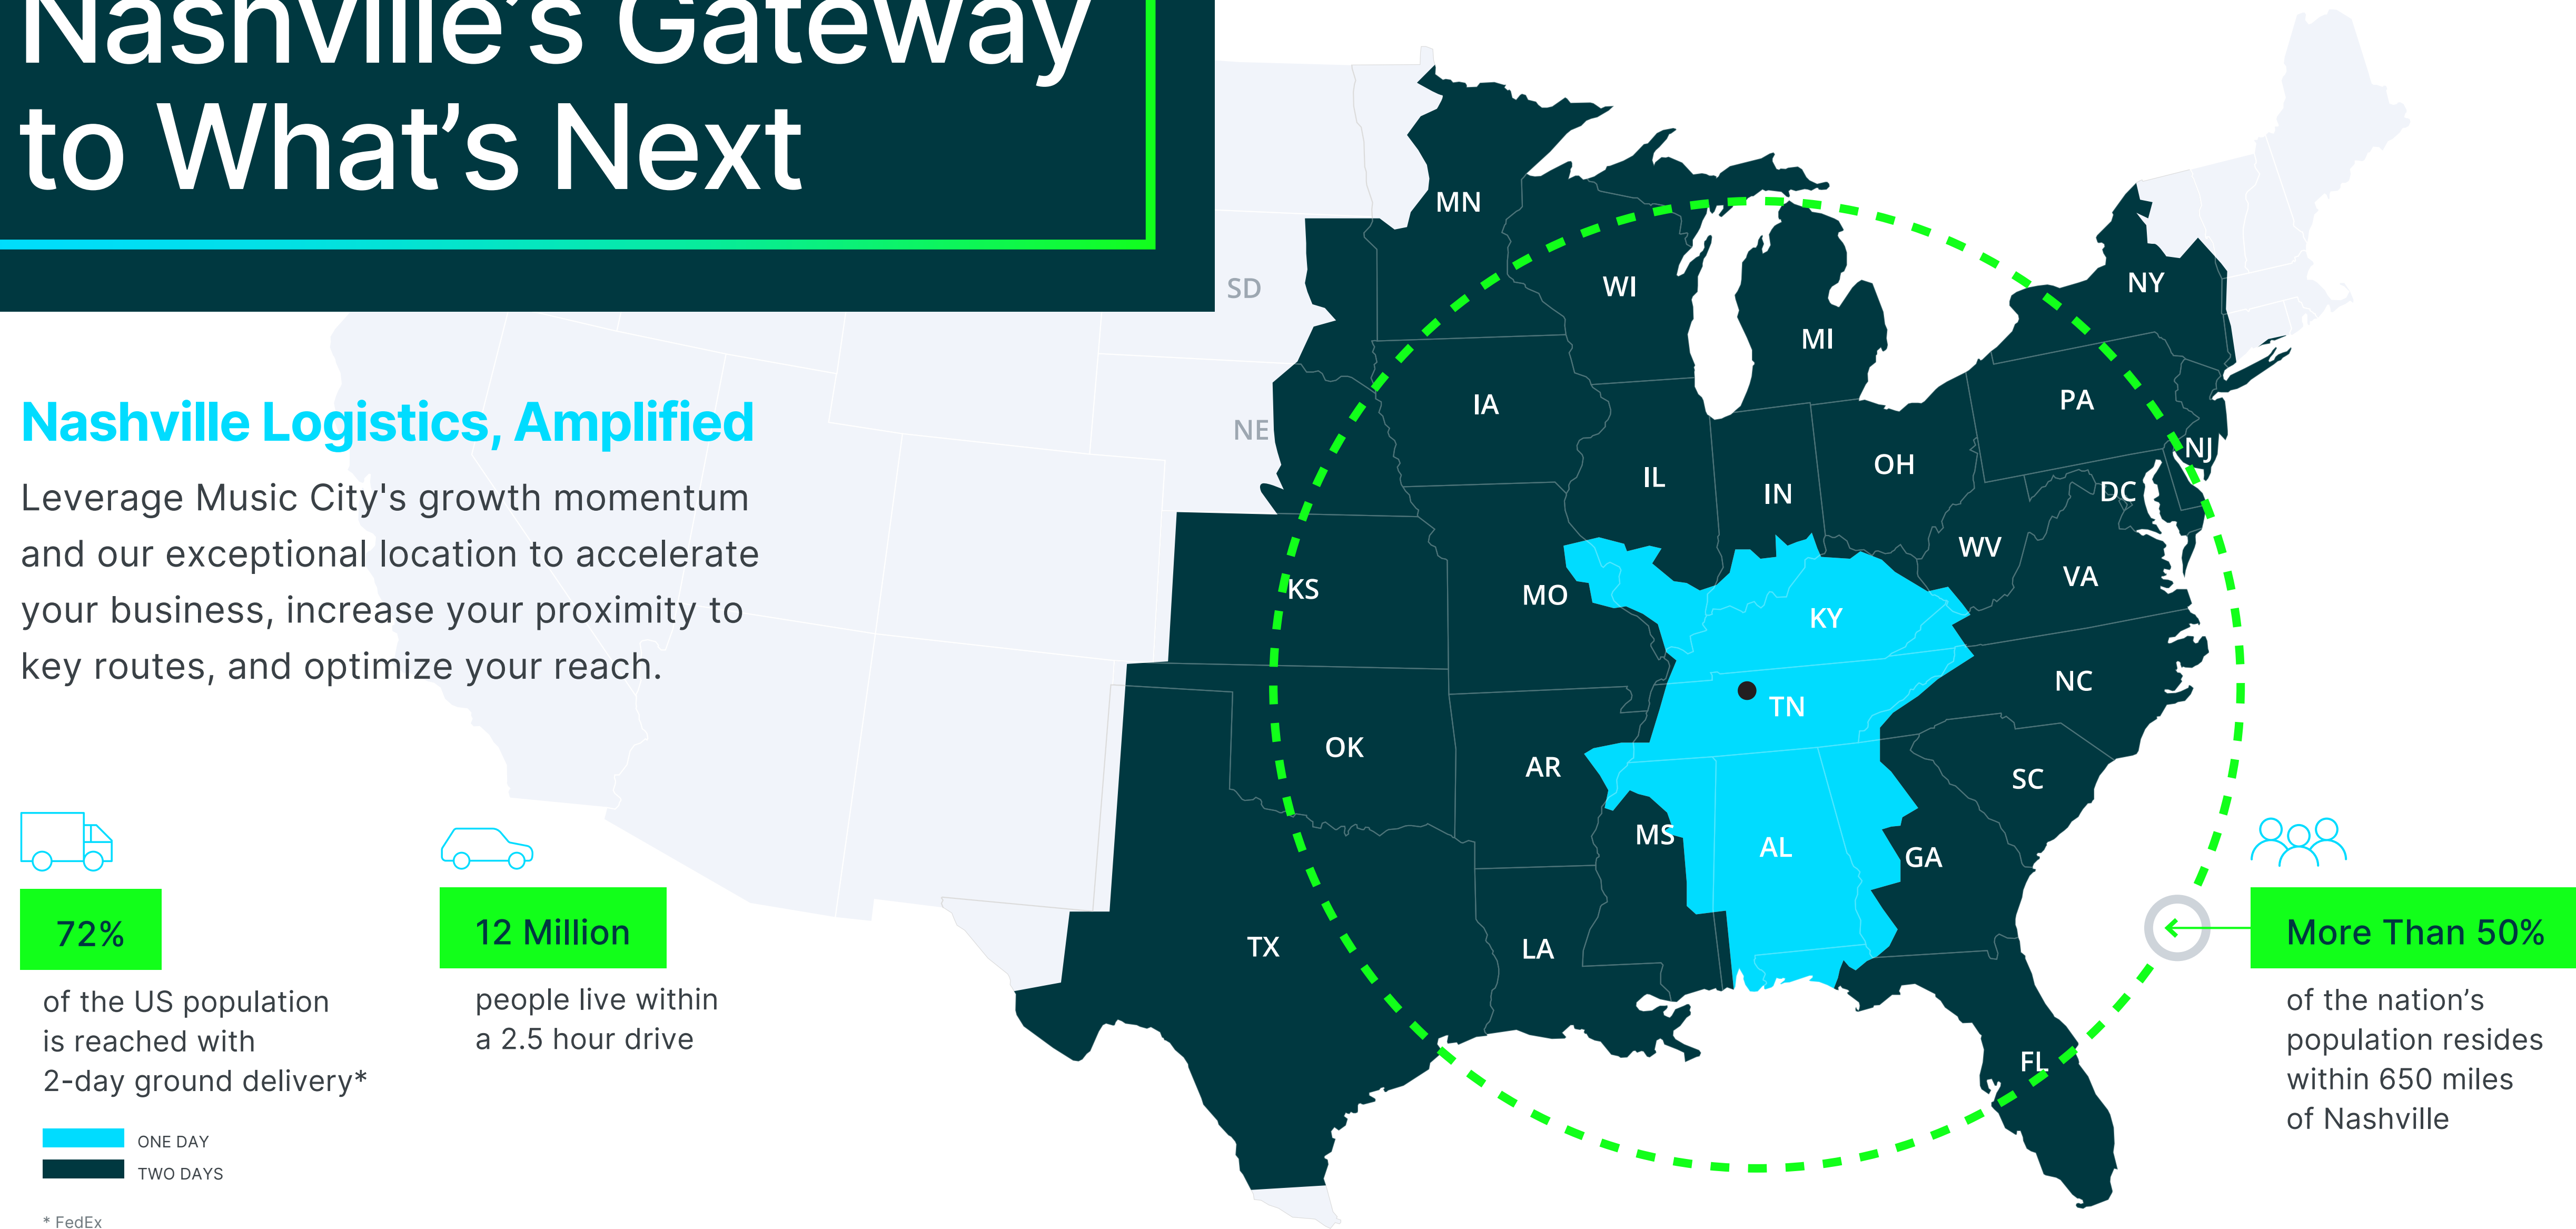 Nashville’s Gateway
to What’s Next
Nashville Logistics, Amplified
Leverage Music City's growth momentum
and our exceptional location to accelerate
your business, increase your proximity to
key routes, and optimize your reach.
72%
of the US population
is reached with
2-day ground delivery*
12 Million
people live within
a 2.5 hour drive
ONE DAY
TWO DAYS
* FedEx
MN
SD
WI
MI
NY
NE
IA
PA
NJ
IL
IN
OH
DC
KS
MO
WV
VA
KY
NC
TN
OK
AR
SC
MS
AL
GA
TX
LA
FL
More Than 50%
of the nation’s
population resides
within 650 miles
of Nashville